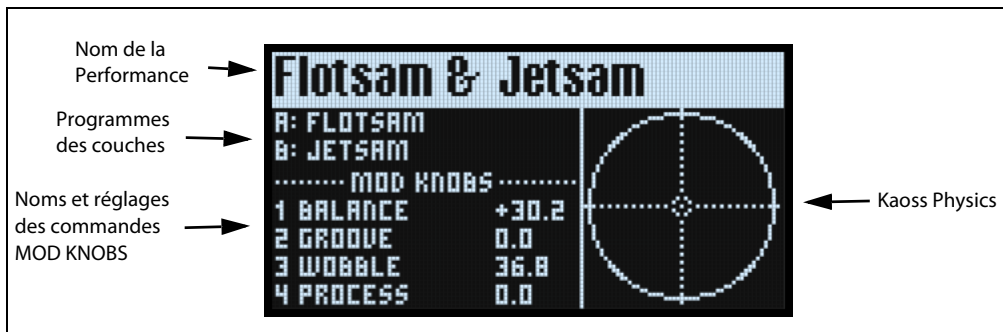 Nom de la
Performance
Flotsam & Jetsam
Programmes
des couches
A: FLOTSAM
B: JETSAM
MOD KNOBS
Noms et réglages
des commandes
MOD KNOBS
1 BALANCE +30.2
2 GROOVE 0.0
3 WOBBLE 36.8
4 PROCESS 0.0
Kaoss Physics